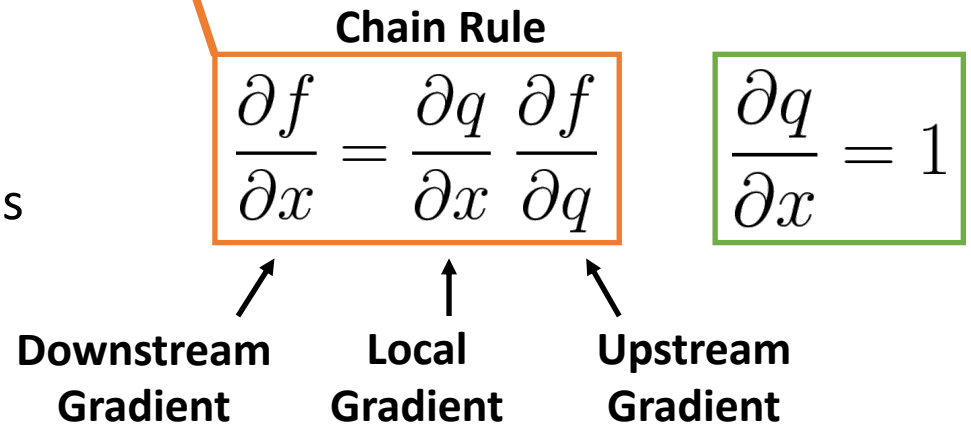 Chain Rule
∂f/∂x = ∂q/∂x ∂f/∂q
∂q/∂x = 1
s
Downstream Gradient
Local Gradient
Upstream Gradient